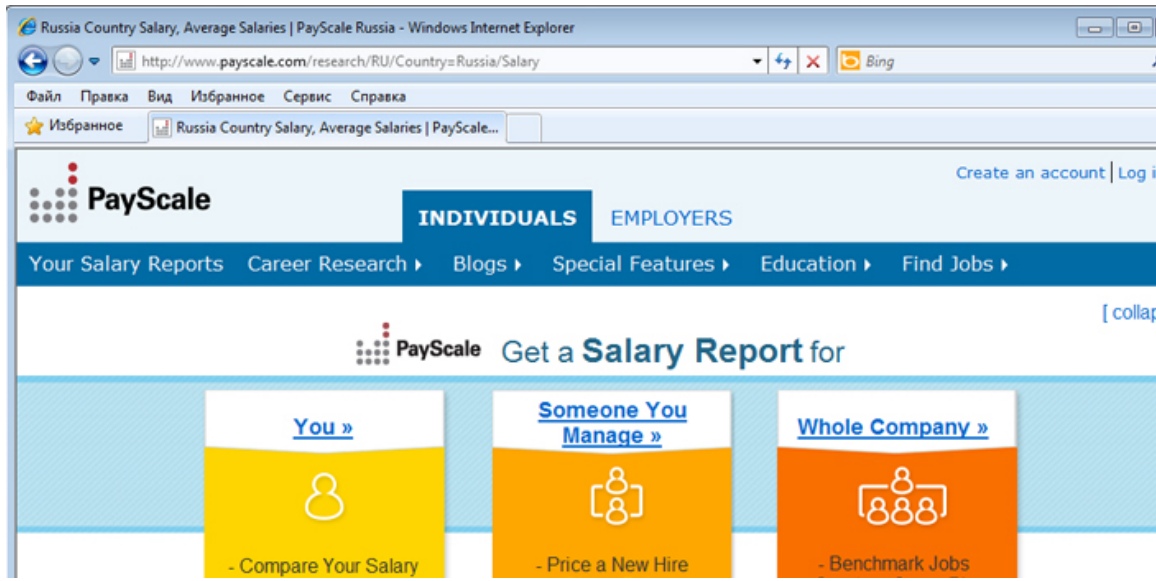 Russia Country Salary, Average Salaries | PayScale Russia - Windows Internet Explorer
http://www.payscale.com/research/RU/Country=Russia/Salary
Bing
Файл Правка Вид Избранное Сервис Справка
Избранное
Russia Country Salary, Average Salaries | PayScale...
Create an account | Log i
PayScale
INDIVIDUALS EMPLOYERS
Your Salary Reports Career Research Blogs Special Features Education Find Jobs
[ collap
PayScale Get a Salary Report for
You »
Someone You
Manage »
Whole Company »
- Compare Your Salary
- Price a New Hire
- Benchmark Jobs